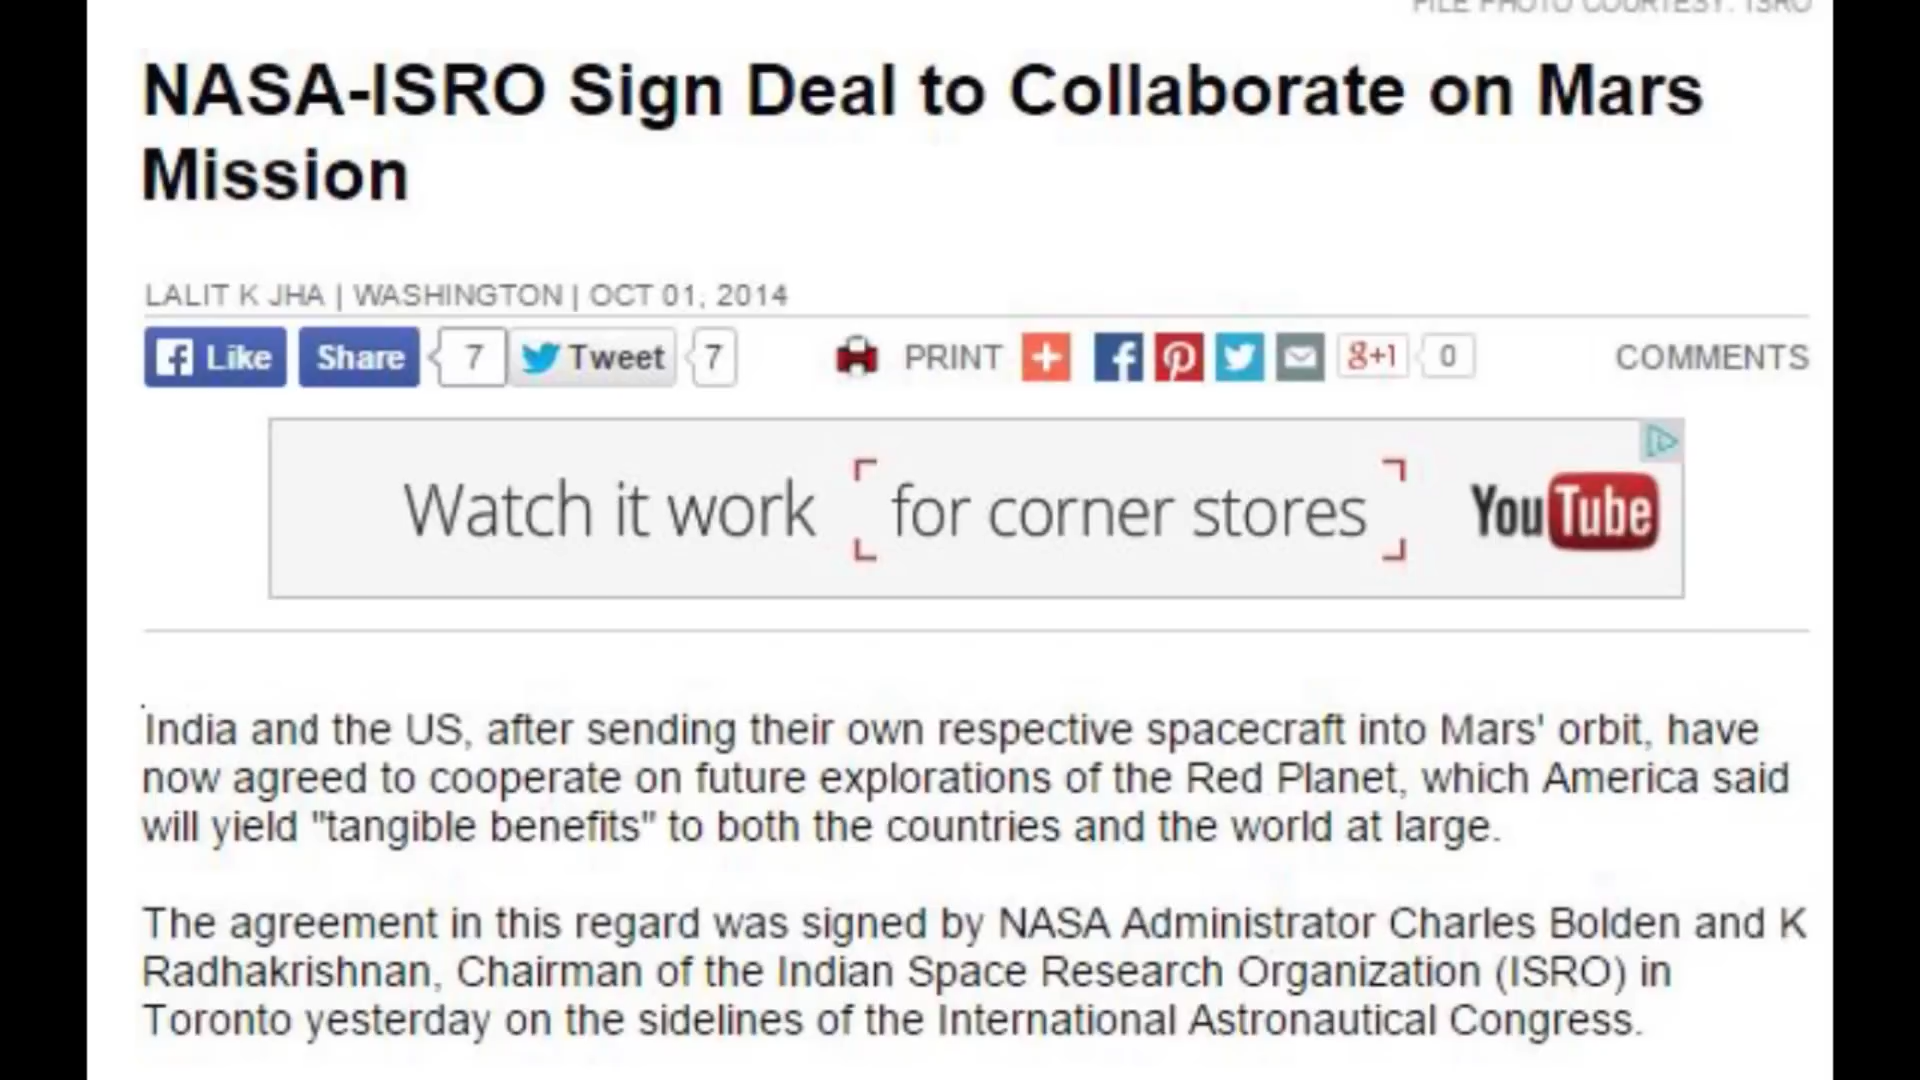 FILE PHOTO COURTESY: ISRO
NASA-ISRO Sign Deal to Collaborate on Mars
Mission
LALIT K JHA | WASHINGTON | OCT 01, 2014
Like Share 7 Tweet 7 PRINT g+1 0 COMMENTS
Watch it work for corner stores YouTube
India and the US, after sending their own respective spacecraft into Mars' orbit, have
now agreed to cooperate on future explorations of the Red Planet, which America said
will yield "tangible benefits" to both the countries and the world at large.
The agreement in this regard was signed by NASA Administrator Charles Bolden and K
Radhakrishnan, Chairman of the Indian Space Research Organization (ISRO) in
Toronto yesterday on the sidelines of the International Astronautical Congress.